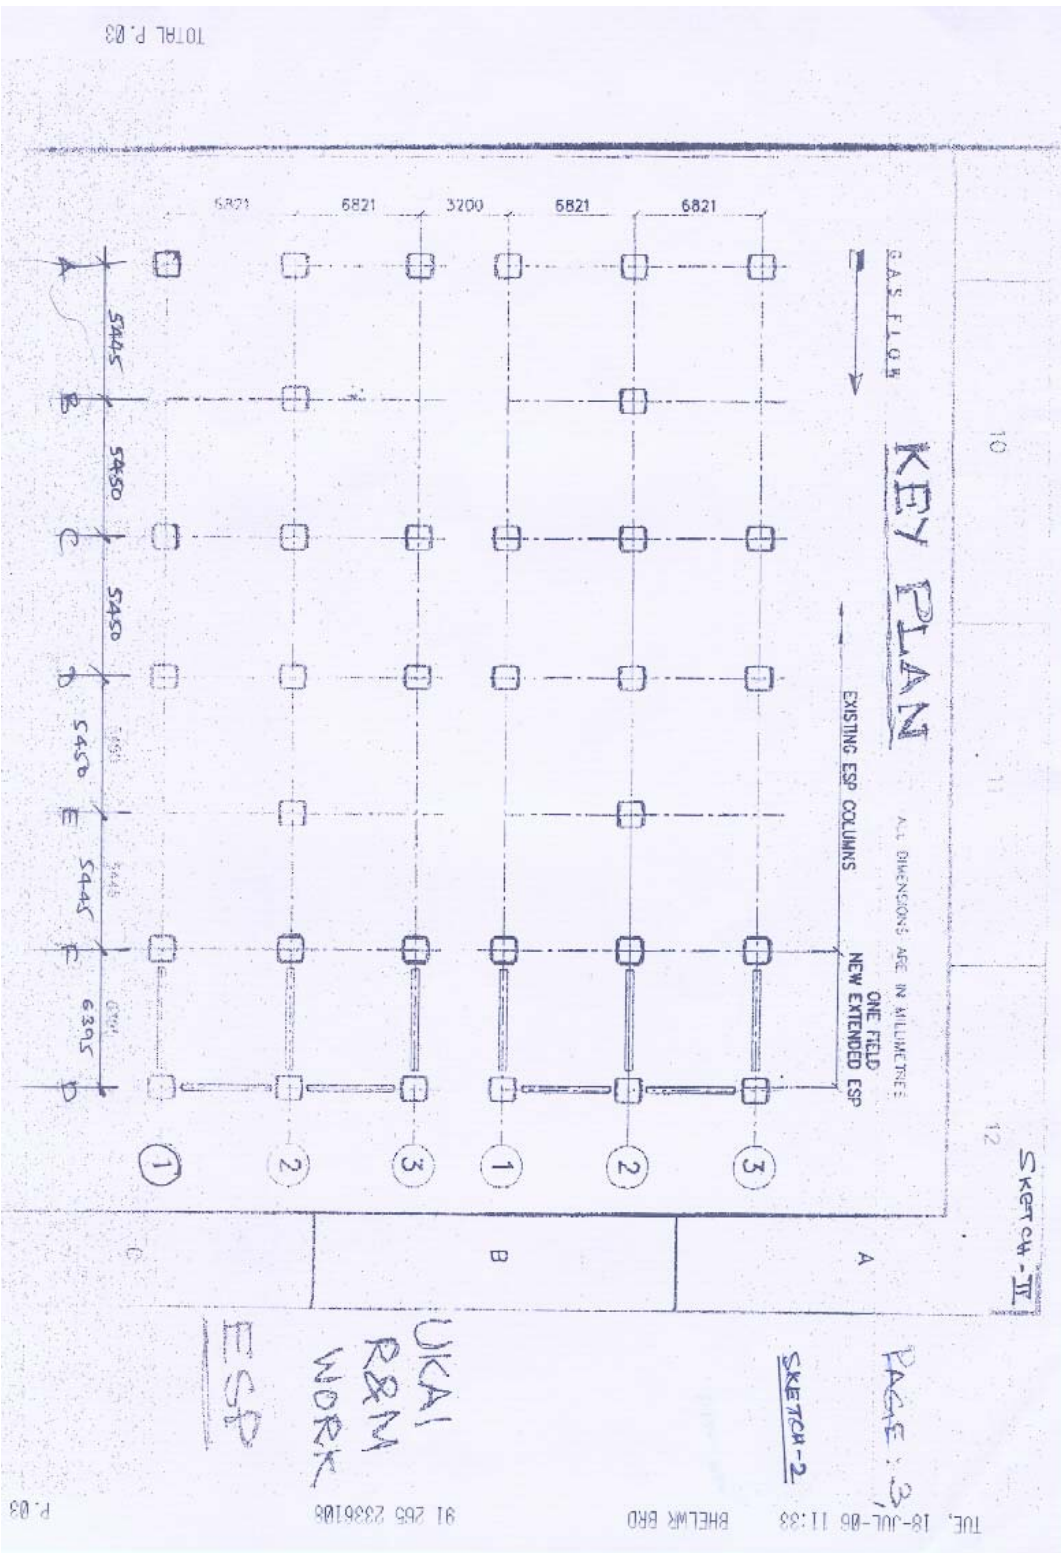 TOTAL P.03
6821 6821 3200 6821 6821
GAS FLOW
KEY PLAN
ALL DIMENSIONS ARE IN MILLIMETRES
EXISTING ESP COLUMNS
ONE FIELD
NEW EXTENDED ESP
A
5445
B
5450
C
5450
D
5450
E
5445
F
6395
D
1 2 3 1 2 3
10
11
12
A
B
C
SKETCH-II
PAGE: 3,
SKETCH-2
UKAI
R&M
WORK
ESP
TUE, 18-JUL-06 11:33 BHELWR BRD 91 265 2336108 P.03